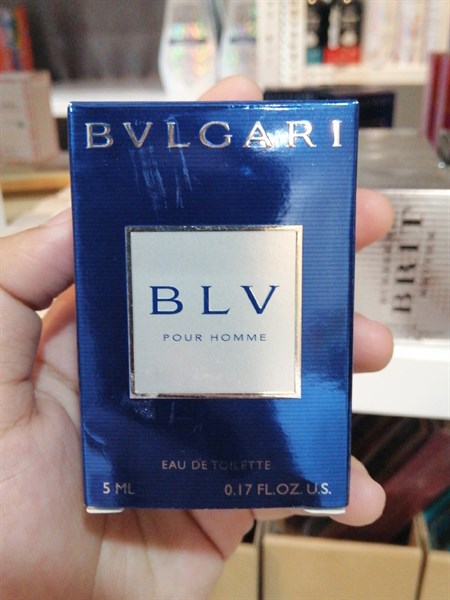 BVLGARI
BLV
POUR HOMME
EAU DE TOILETTE
5 ML 0.17 FL.OZ. U.S.
BRIT